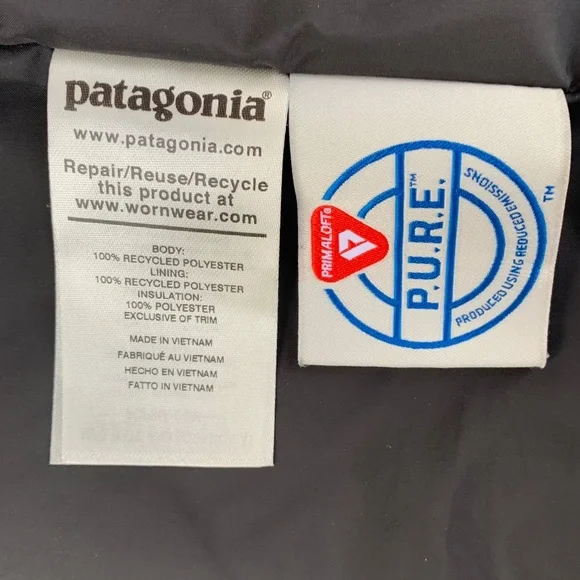 patagonia®
www.patagonia.com
Repair/Reuse/Recycle
this product at
www.wornwear.com
BODY:
100% RECYCLED POLYESTER
LINING:
100% RECYCLED POLYESTER
INSULATION:
100% POLYESTER
EXCLUSIVE OF TRIM
MADE IN VIETNAM
FABRIQUÉ AU VIETNAM
HECHO EN VIETNAM
FATTO IN VIETNAM
PRIMALOFT®
P.U.R.E.™
PRODUCED USING REDUCED EMISSIONS
™